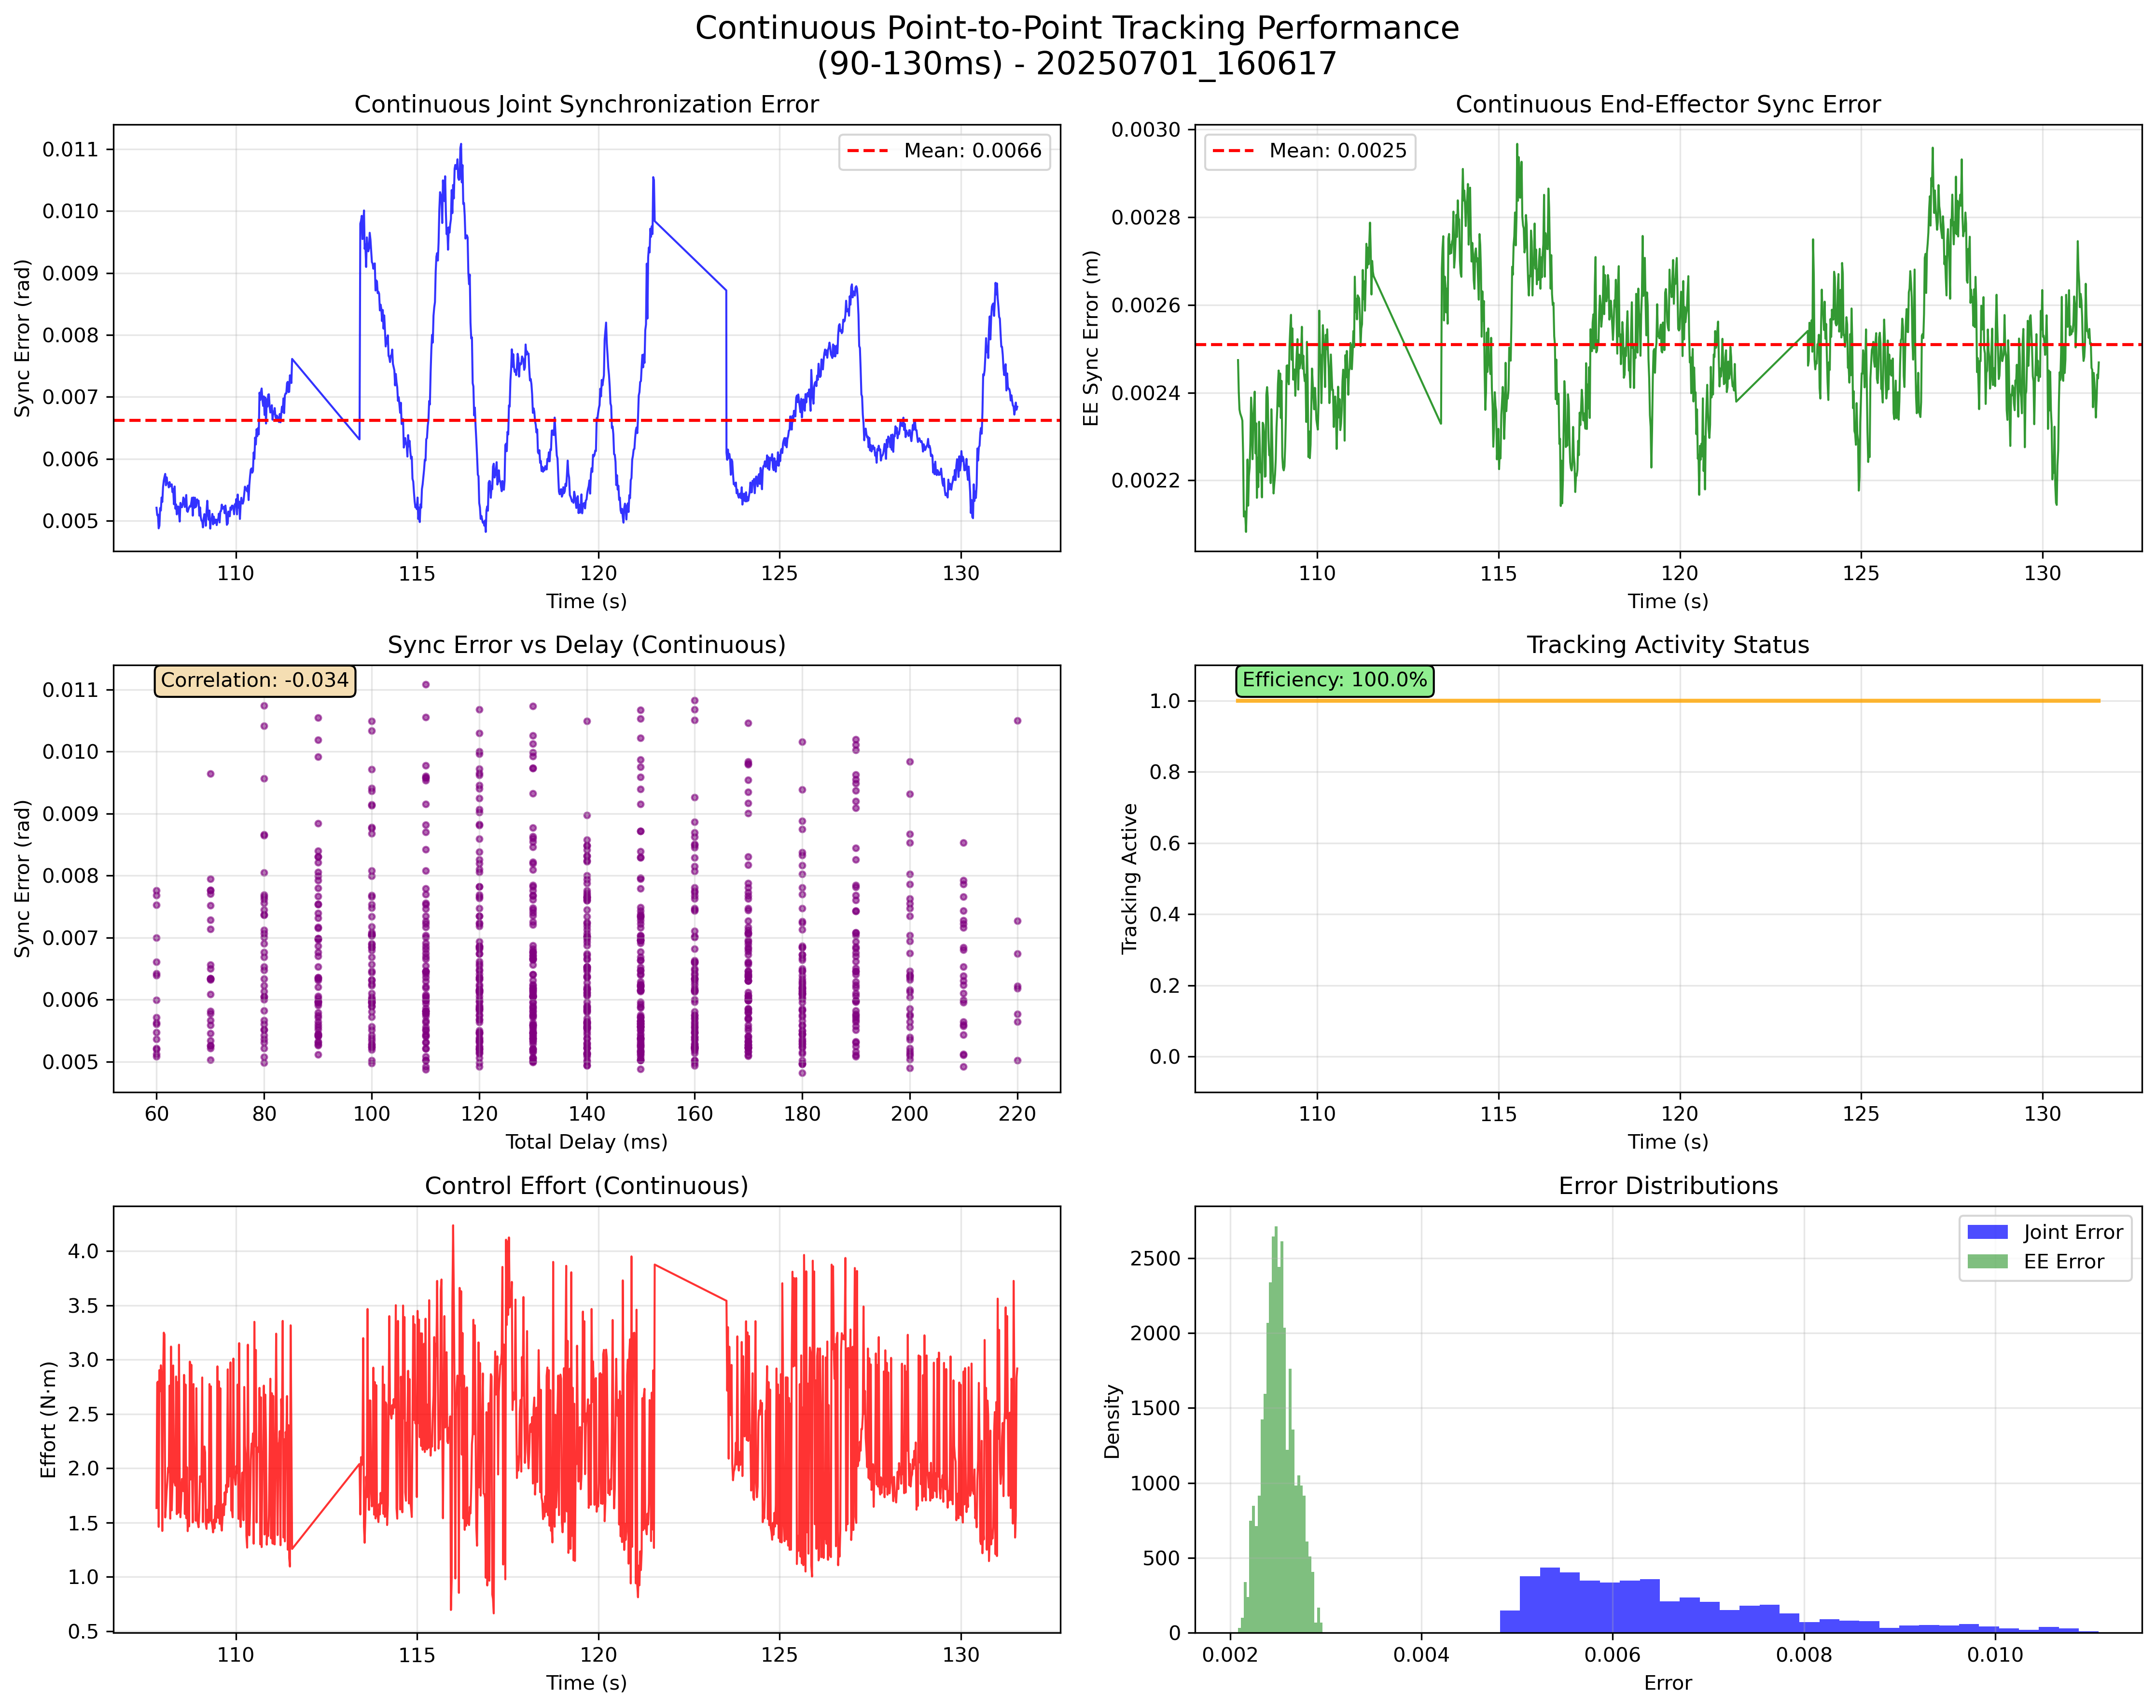 Continuous Point-to-Point Tracking Performance
(90-130ms) - 20250701_160617
Continuous Joint Synchronization Error
Sync Error (rad)
0.011
0.010
0.009
0.008
0.007
0.006
0.005
Mean: 0.0066
110 115 120 125 130
Time (s)
Continuous End-Effector Sync Error
EE Sync Error (m)
0.0030
0.0028
0.0026
0.0024
0.0022
Mean: 0.0025
110 115 120 125 130
Time (s)
Sync Error vs Delay (Continuous)
Sync Error (rad)
0.011
0.010
0.009
0.008
0.007
0.006
0.005
Correlation: -0.034
60 80 100 120 140 160 180 200 220
Total Delay (ms)
Tracking Activity Status
Tracking Active
1.0
0.8
0.6
0.4
0.2
0.0
Efficiency: 100.0%
110 115 120 125 130
Time (s)
Control Effort (Continuous)
Effort (N·m)
4.0
3.5
3.0
2.5
2.0
1.5
1.0
0.5
110 115 120 125 130
Time (s)
Error Distributions
Density
2500
2000
1500
1000
500
0
Joint Error
EE Error
0.002 0.004 0.006 0.008 0.010
Error